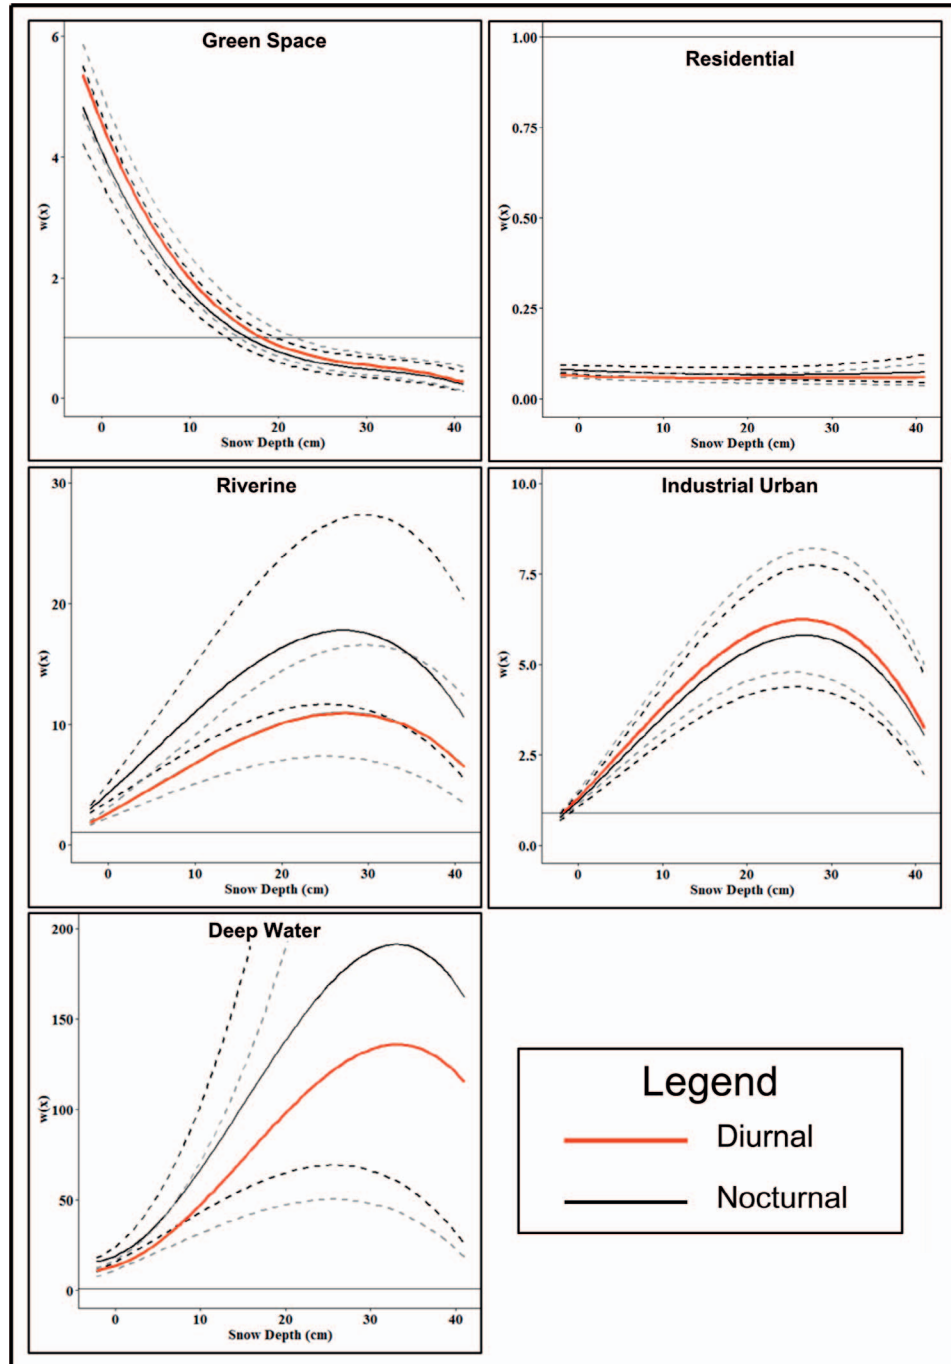 Green Space
6
4
2
0
w(x)
0 10 20 30 40
Snow Depth (cm)
Residential
1.00
0.75
0.50
0.25
0.00
w(x)
0 10 20 30 40
Snow Depth (cm)
Riverine
30
20
10
0
w(x)
0 10 20 30 40
Snow Depth (cm)
Industrial Urban
10.0
7.5
5.0
2.5
0.0
w(x)
0 10 20 30 40
Snow Depth (cm)
Deep Water
200
150
100
50
0
w(x)
0 10 20 30 40
Snow Depth (cm)
Legend
Diurnal
Nocturnal